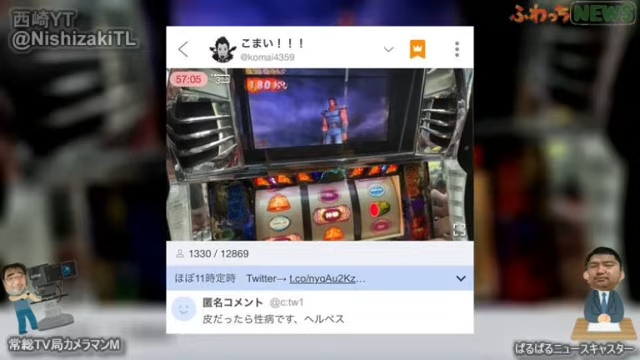 西崎YT
@NishizakiTL
ふわっちNEWS
こまい！！！
@komai4359
57:05
1330 / 12869
ほぼ11時定時 Twitter→ t.co/nyqAu2Kz...
匿名コメント @c:tw1
皮だったら性病です、ヘルペス
常総TV局カメラマンM
ぱるぱるニュースキャスター